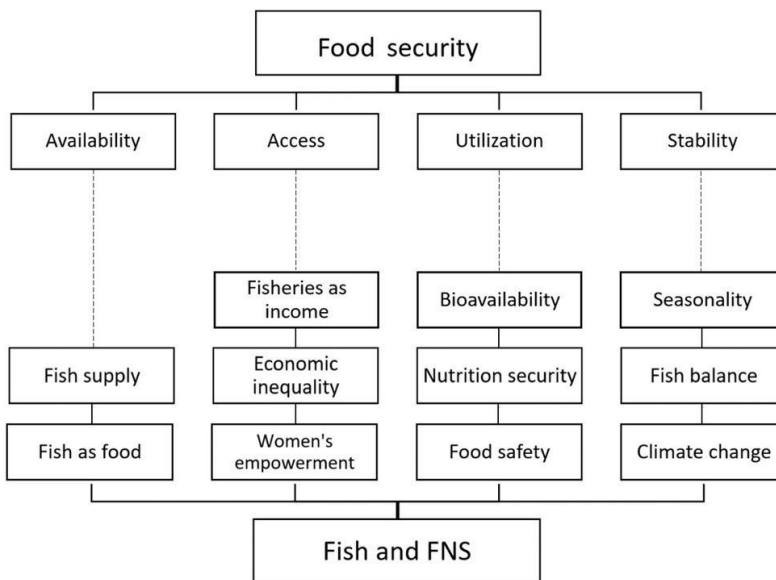 Food security
Availability
Access
Utilization
Stability
Fisheries as
income
Bioavailability
Seasonality
Fish supply
Economic
inequality
Nutrition security
Fish balance
Fish as food
Women's
empowerment
Food safety
Climate change
Fish and FNS